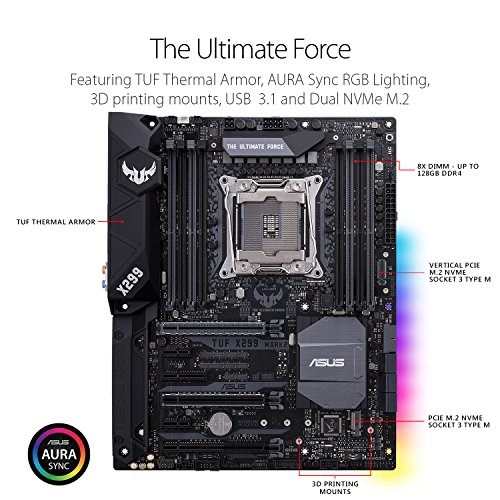 The Ultimate Force
Featuring TUF Thermal Armor, AURA Sync RGB Lighting,
3D printing mounts, USB 3.1 and Dual NVMe M.2
THE ULTIMATE FORCE
8X DIMM - UP TO
128GB DDR4
TUF THERMAL ARMOR
VERTICAL PCIE
M.2 NVME
SOCKET 3 TYPE M
X299
TUF X299
MARK2
ASUS
PCIE M.2 NVME
SOCKET 3 TYPE M
ASUS
AURA
SYNC
3D PRINTING
MOUNTS